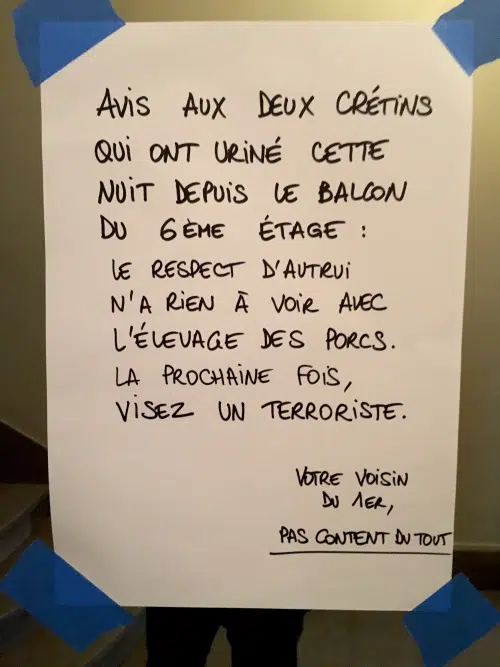 AVIS AUX DEUX CRÉTINS
QUI ONT URINÉ CETTE
NUIT DEPUIS LE BALCON
DU 6ÈME ÉTAGE :
LE RESPECT D'AUTRUI
N'A RIEN À VOIR AVEC
L'ÉLEVAGE DES PORCS.
LA PROCHAINE FOIS,
VISEZ UN TERRORISTE.
VOTRE VOISIN
DU 1ER,
PAS CONTENT DU TOUT